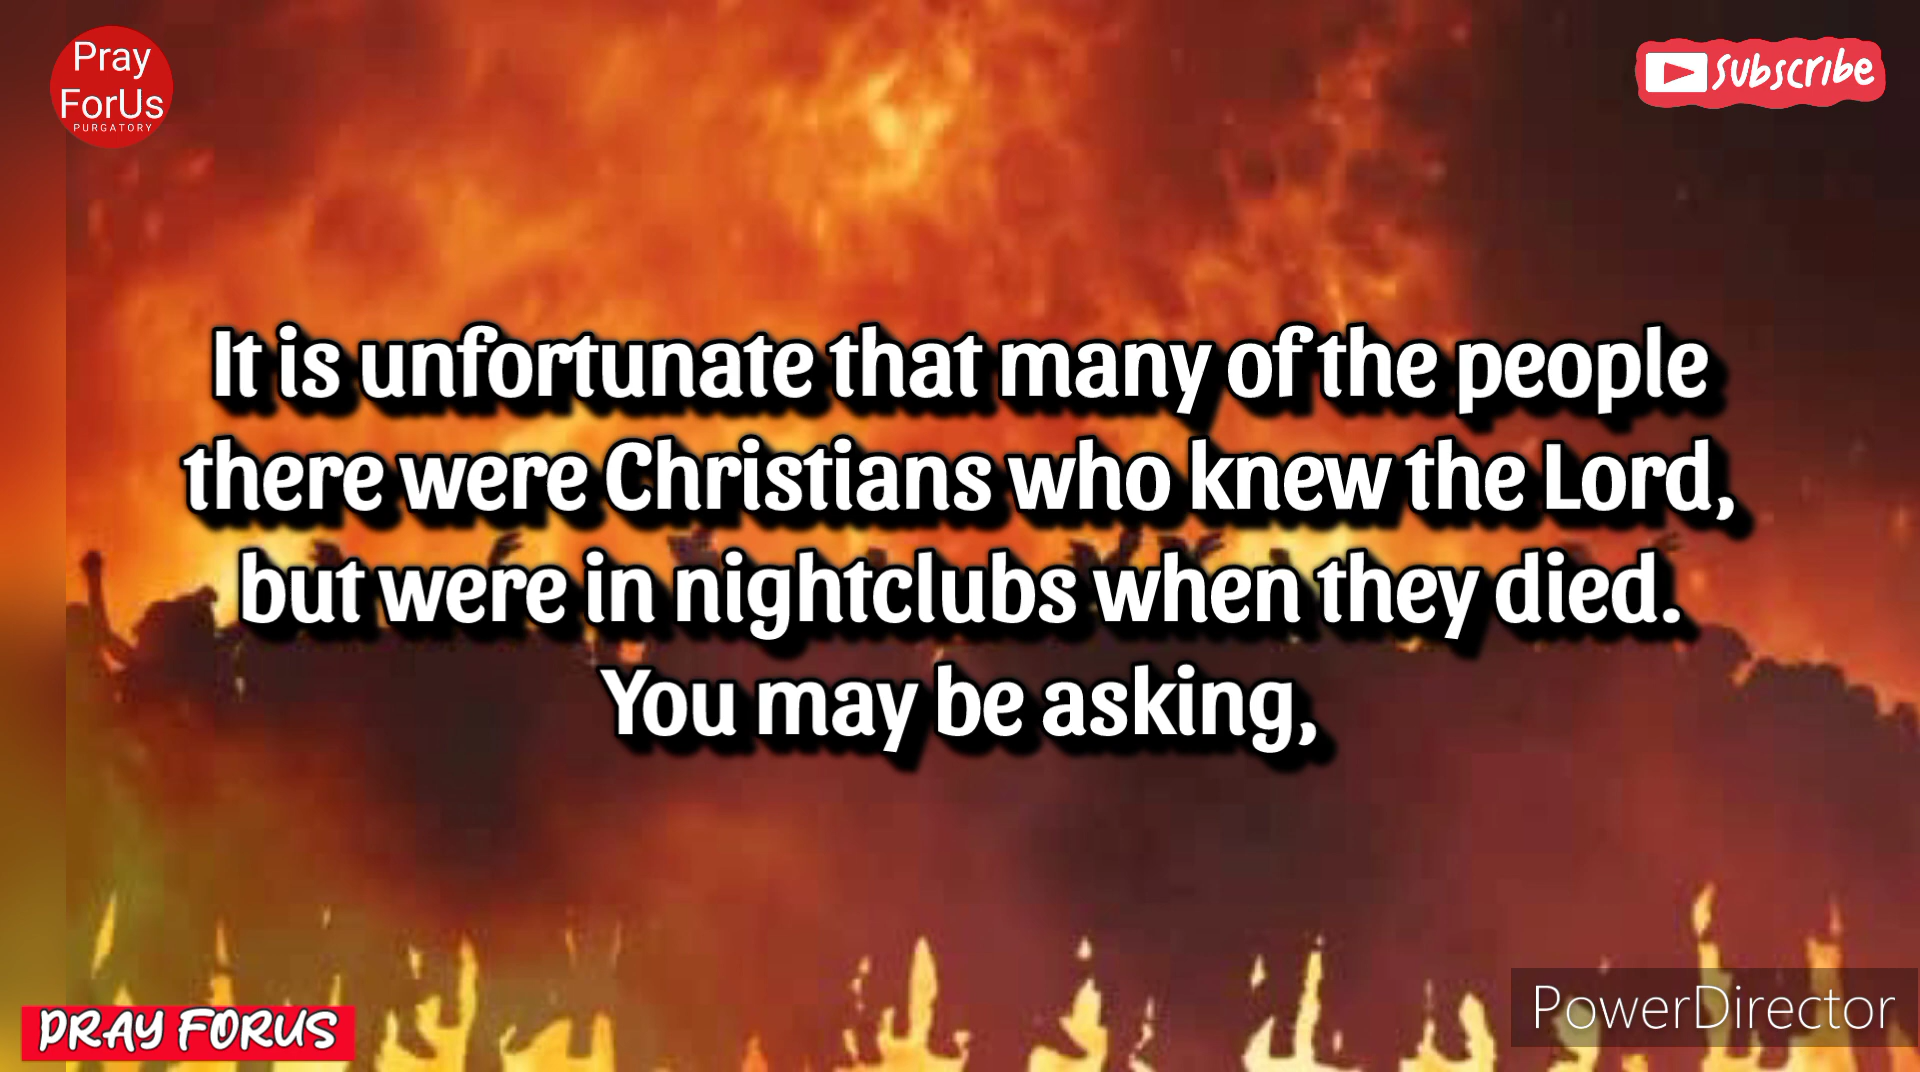 Pray
ForUs
PURGATORY
subscribe
It is unfortunate that many of the people
there were Christians who knew the Lord,
but were in nightclubs when they died.
You may be asking,
PRAY FORUS
PowerDirector